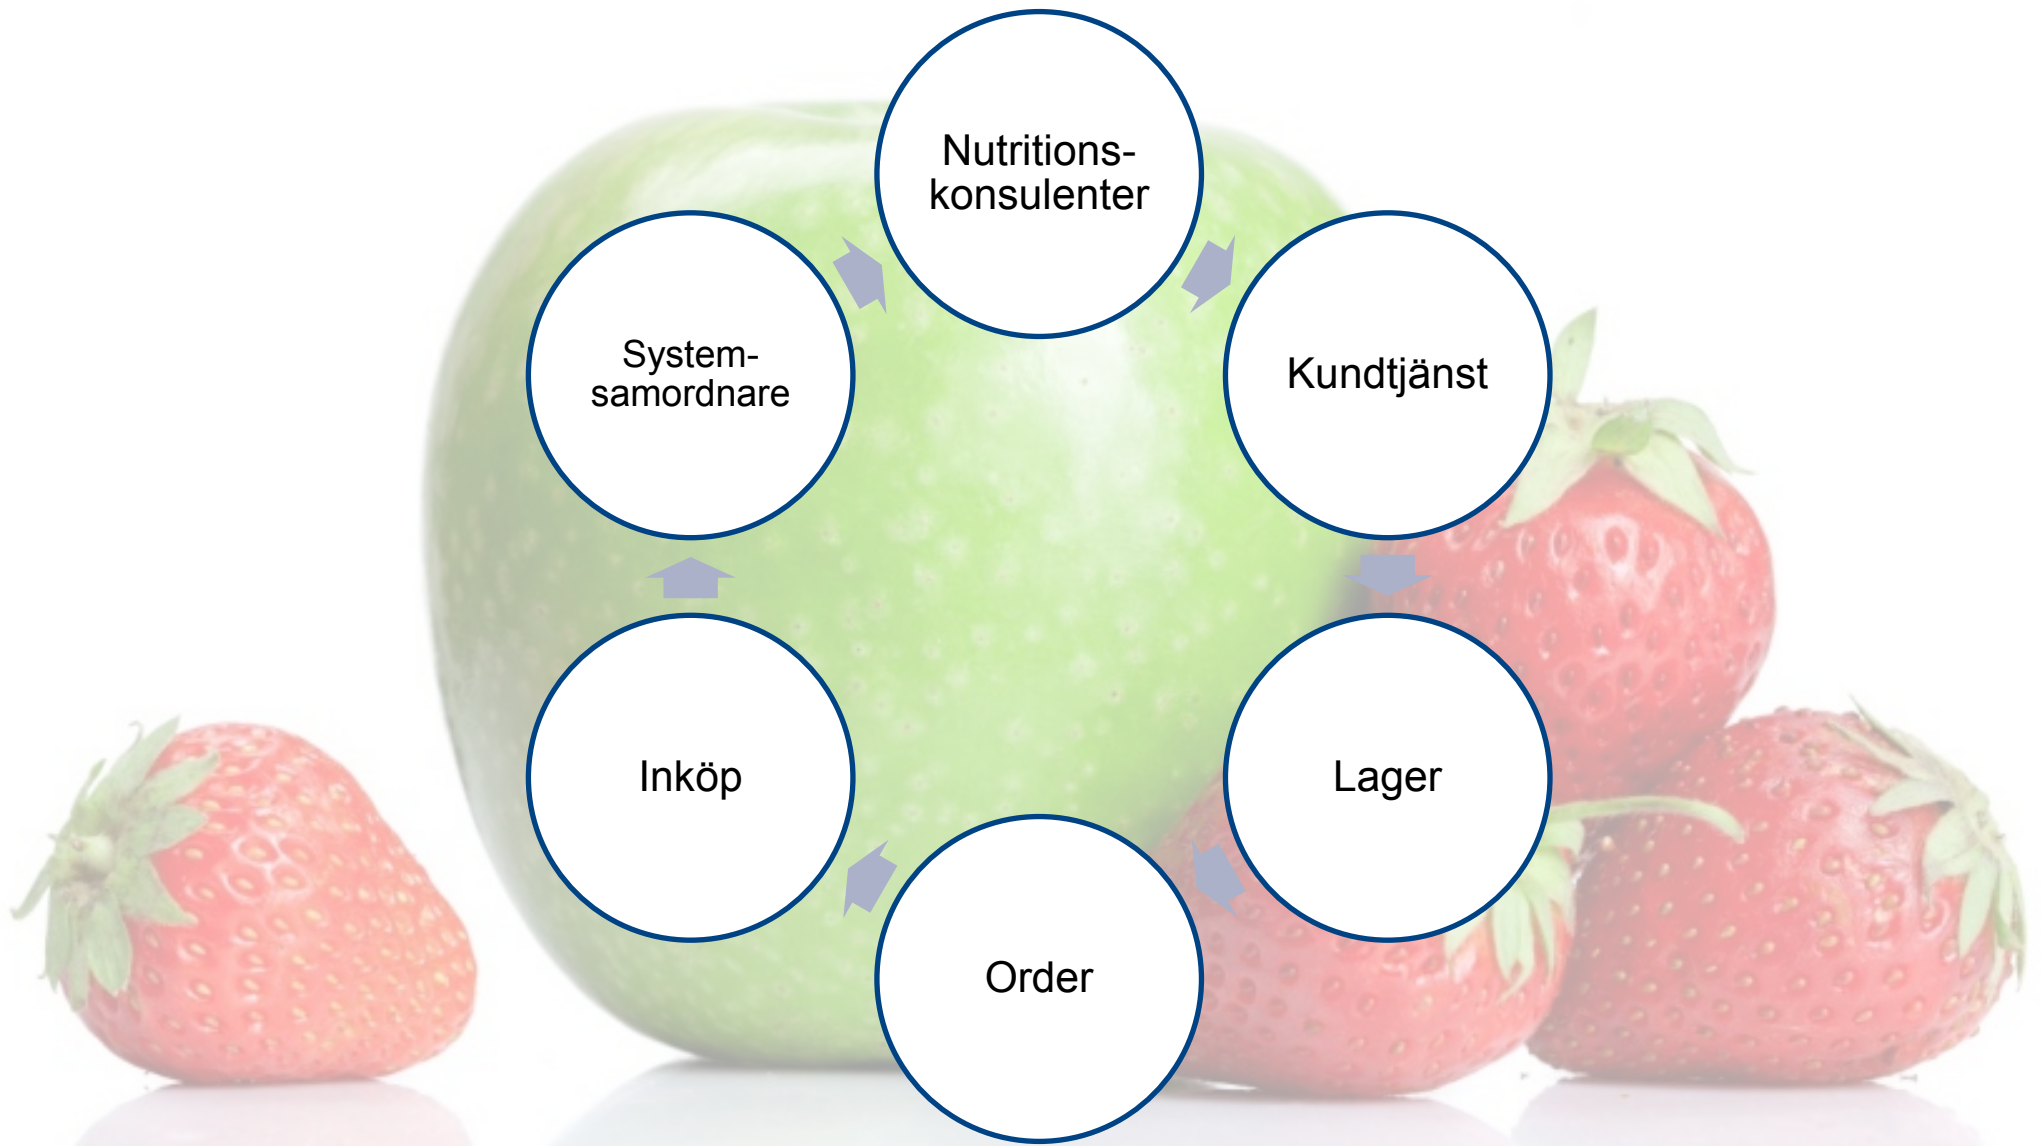 Nutritions-
konsulenter
Kundtjänst
Lager
Order
Inköp
System-
samordnare